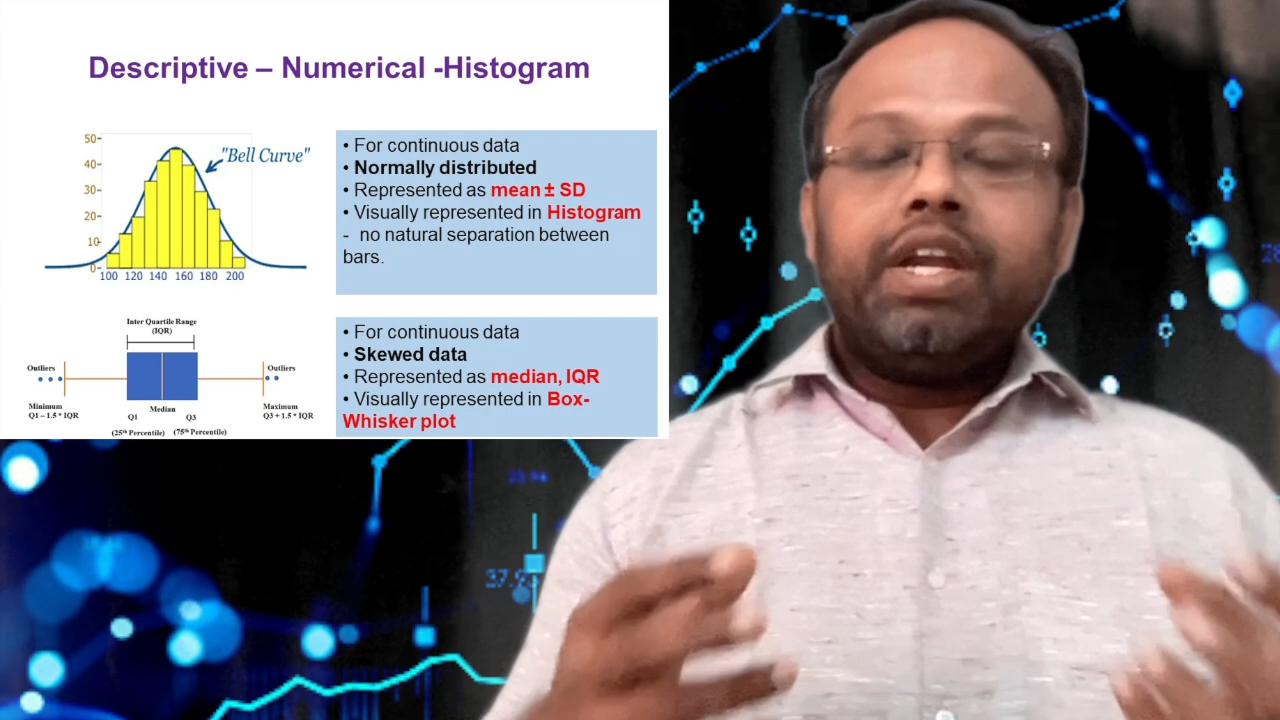 Descriptive – Numerical -Histogram
50
40
30
20
10
0
100 120 140 160 180 200
"Bell Curve"
• For continuous data
• Normally distributed
• Represented as mean ± SD
• Visually represented in Histogram
- no natural separation between
bars.
Inter Quartile Range
(IQR)
Outliers
Outliers
Minimum
Q1 – 1.5 * IQR
Q1
Median
Q3
Maximum
Q3 + 1.5 * IQR
(25th Percentile) (75th Percentile)
• For continuous data
• Skewed data
• Represented as median, IQR
• Visually represented in Box-
Whisker plot